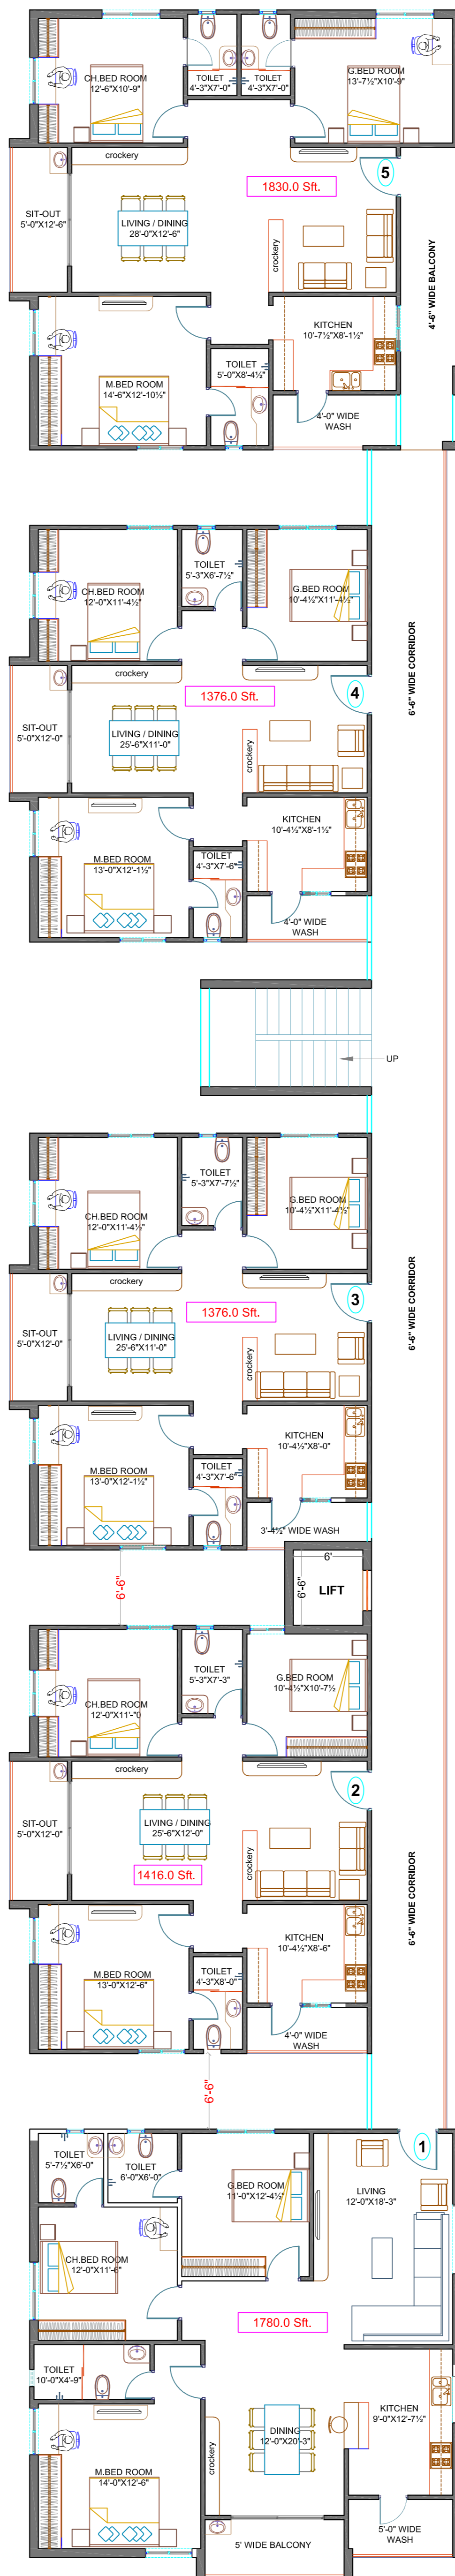 CH.BED ROOM
12'-6"X10'-9"
TOILET
4'-3"X7'-0"
TOILET
4'-3"X7'-0"
G.BED ROOM
13'-7½"X10'-9"
crockery
5
1830.0 Sft.
SIT-OUT
5'-0"X12'-6"
LIVING / DINING
28'-0"X12'-6"
crockery
4'-6" WIDE BALCONY
KITCHEN
10'-7½"X8'-1½"
TOILET
5'-0"X8'-4½"
M.BED ROOM
14'-6"X12'-10½"
4'-0" WIDE
WASH
TOILET
5'-3"X6'-7½"
CH.BED ROOM
12'-0"X11'-4½"
G.BED ROOM
10'-4½"X11'-4½"
6'-6" WIDE CORRIDOR
crockery
1376.0 Sft.
4
SIT-OUT
5'-0"X12'-0"
LIVING / DINING
25'-6"X11'-0"
crockery
KITCHEN
10'-4½"X8'-1½"
M.BED ROOM
13'-0"X12'-1½"
TOILET
4'-3"X7'-6"
4'-0" WIDE
WASH
UP
TOILET
5'-3"X7'-7½"
CH.BED ROOM
12'-0"X11'-4½"
G.BED ROOM
10'-4½"X11'-4½"
6'-6" WIDE CORRIDOR
crockery
1376.0 Sft.
3
SIT-OUT
5'-0"X12'-0"
LIVING / DINING
25'-6"X11'-0"
crockery
KITCHEN
10'-4½"X8'-0"
M.BED ROOM
13'-0"X12'-1½"
TOILET
4'-3"X7'-6"
3'-4½" WIDE WASH
6'-6"
6'
6'-6"
LIFT
TOILET
5'-3"X7'-3
CH.BED ROOM
12'-0"X11'-"0
G.BED ROOM
10'-4½"X10'-7½
crockery
2
SIT-OUT
5'-0"X12'-0"
LIVING / DINING
25'-6"X12'-0"
crockery
1416.0 Sft.
6'-6" WIDE CORRIDOR
KITCHEN
10'-4½"X8'-6"
M.BED ROOM
13'-0"X12'-6"
TOILET
4'-3"X8'-0"
4'-0" WIDE
WASH
6'-6"
1
TOILET
5'-7½"X6'-0"
TOILET
6'-0"X6'-0"
G.BED ROOM
11'-0"X12'-4½"
LIVING
12'-0"X18'-3"
CH.BED ROOM
12'-0"X11'-6"
1780.0 Sft.
TOILET
10'-0"X4'-9"
KITCHEN
9'-0"X12'-7½"
DINING
12'-0"X20'-3"
crockery
M.BED ROOM
14'-0"X12'-6"
5' WIDE BALCONY
5'-0" WIDE
WASH